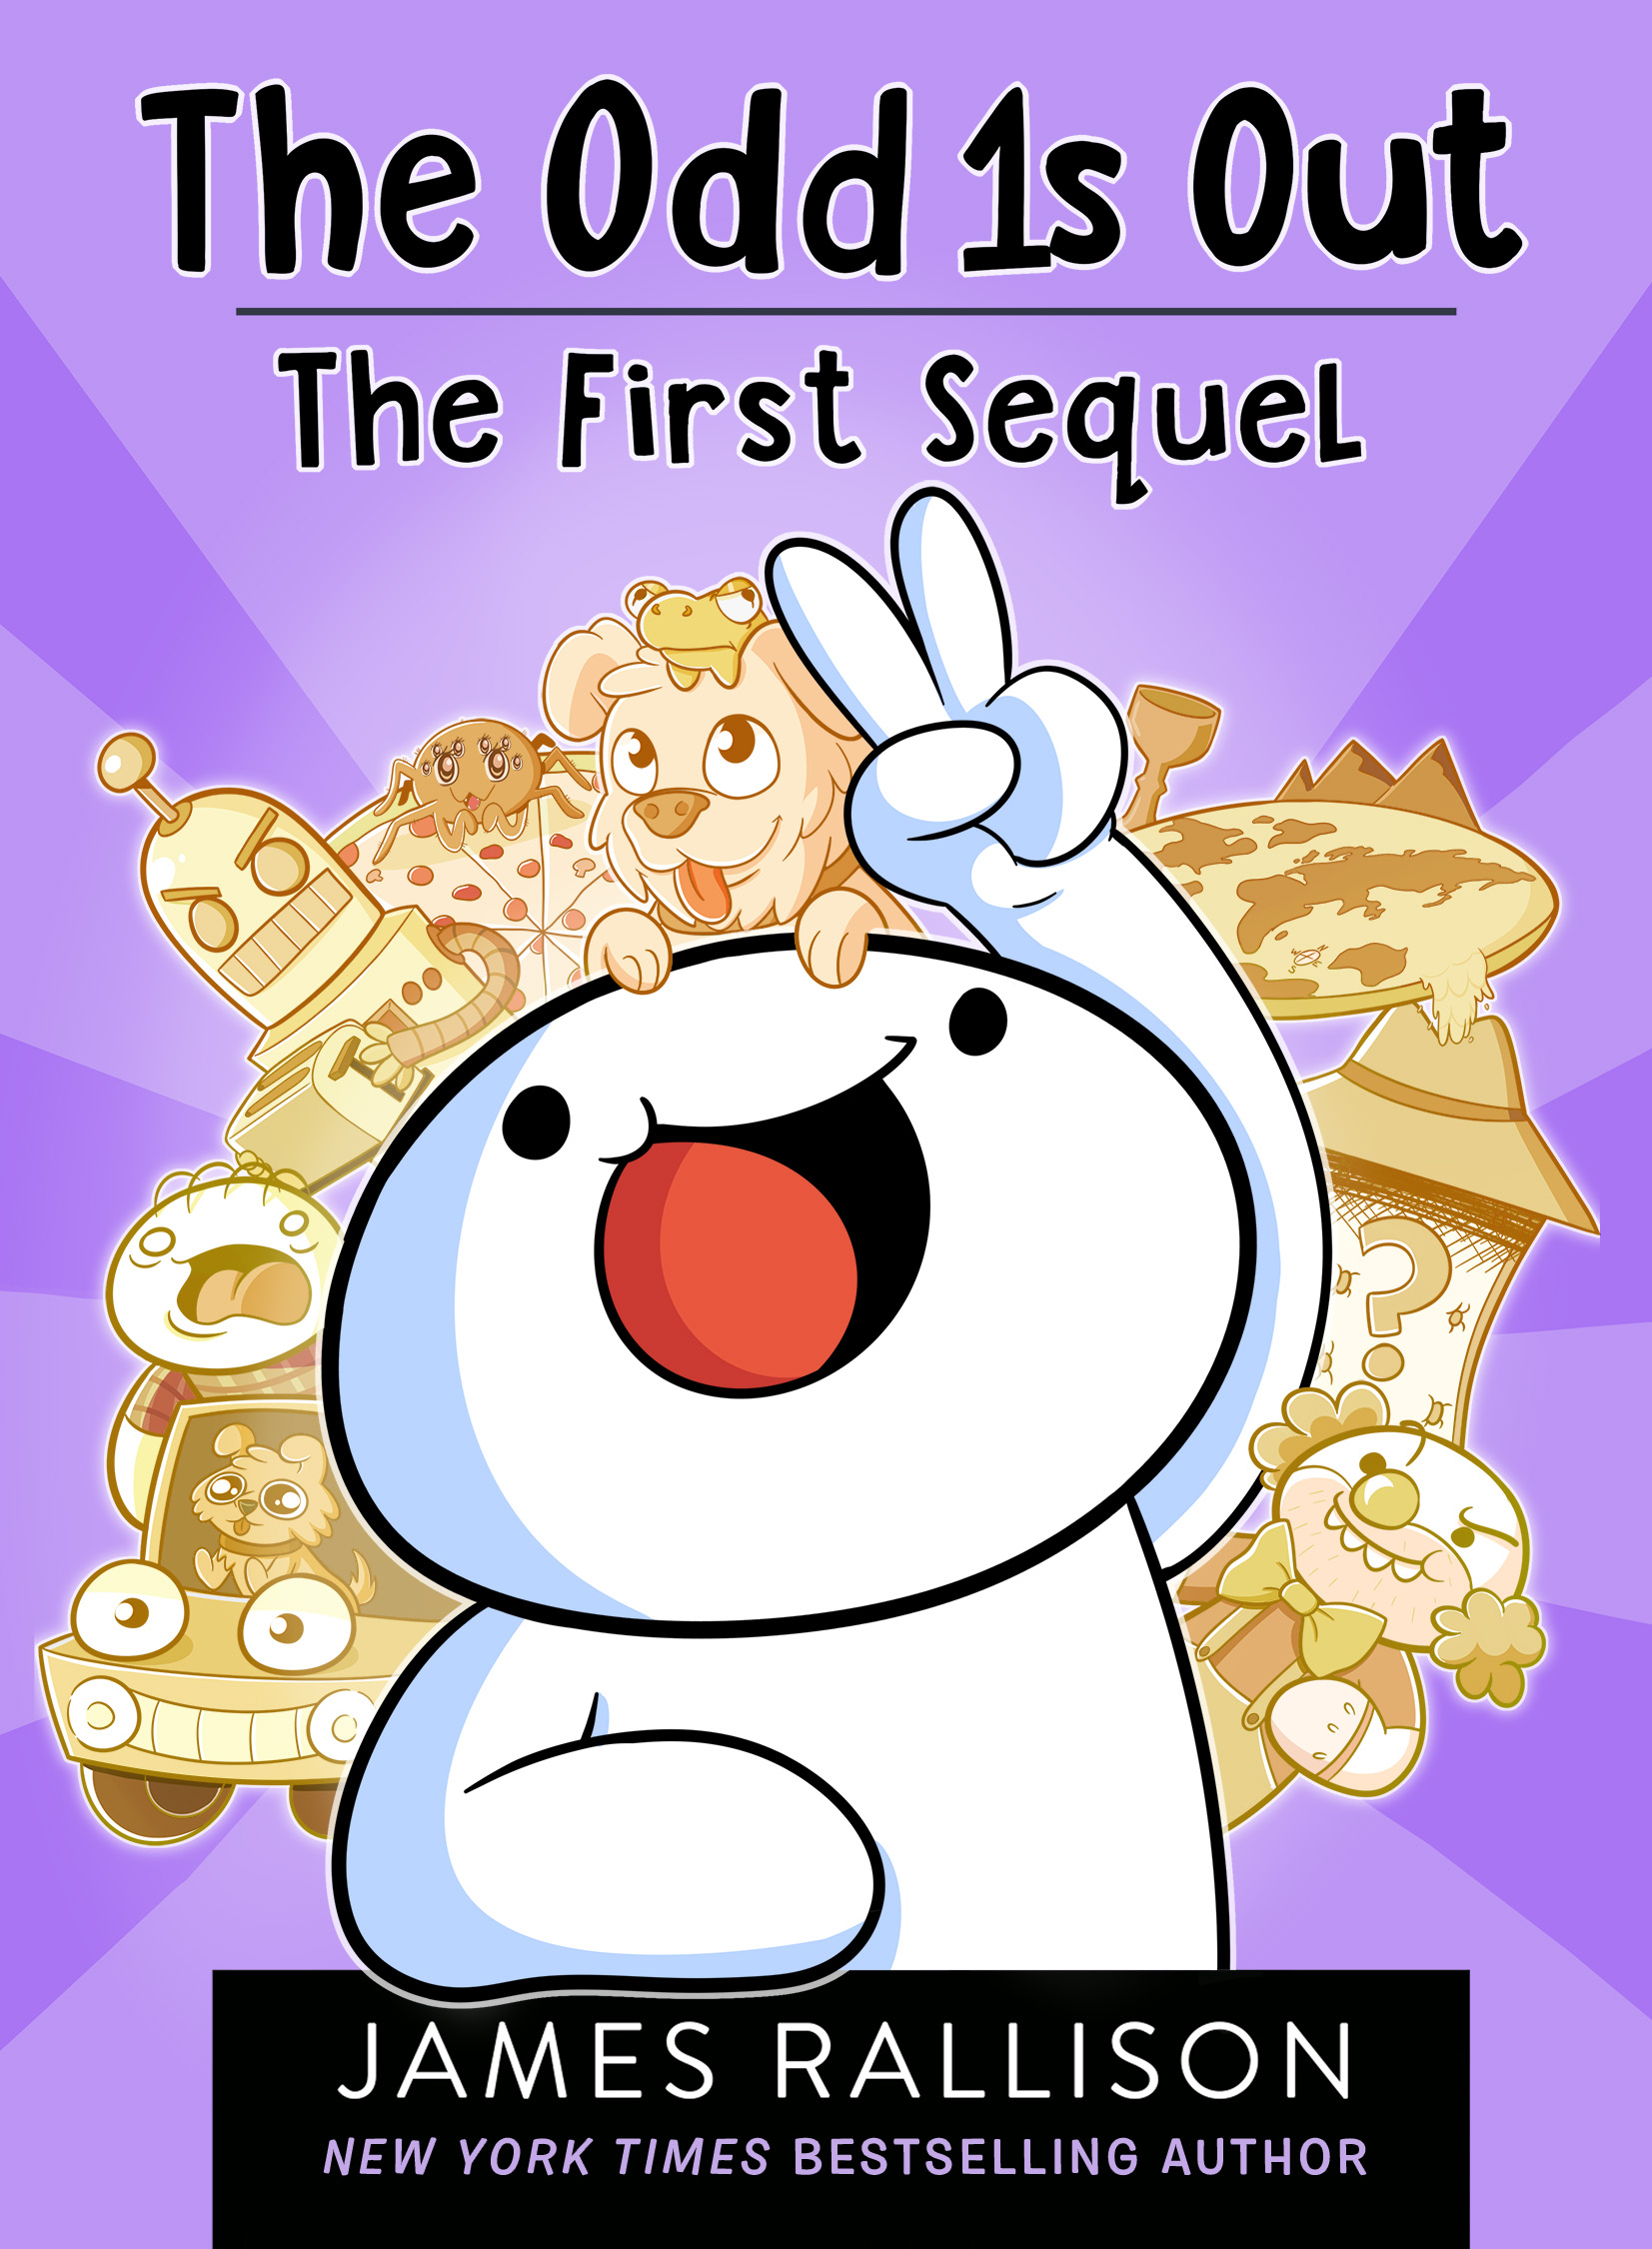 The Odd 1s Out
The First Sequel
?
JAMES RALLISON
NEW YORK TIMES BESTSELLING AUTHOR